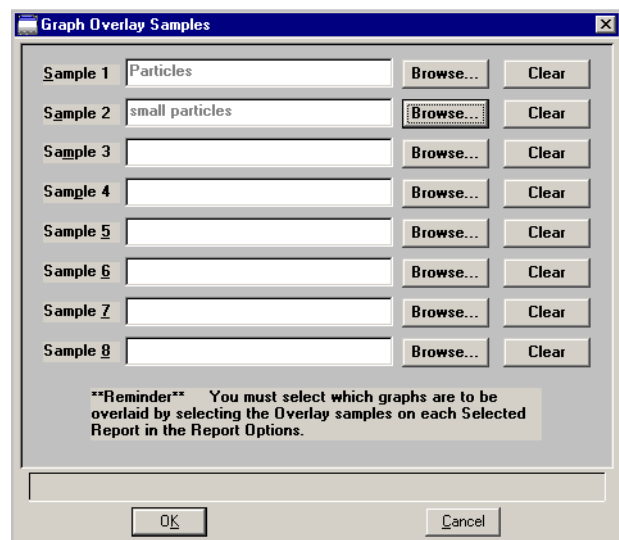 Graph Overlay Samples
Sample 1 Particles Browse... Clear
Sample 2 small particles Browse... Clear
Sample 3 Browse... Clear
Sample 4 Browse... Clear
Sample 5 Browse... Clear
Sample 6 Browse... Clear
Sample 7 Browse... Clear
Sample 8 Browse... Clear
**Reminder** You must select which graphs are to be
overlaid by selecting the Overlay samples on each Selected
Report in the Report Options.
OK Cancel